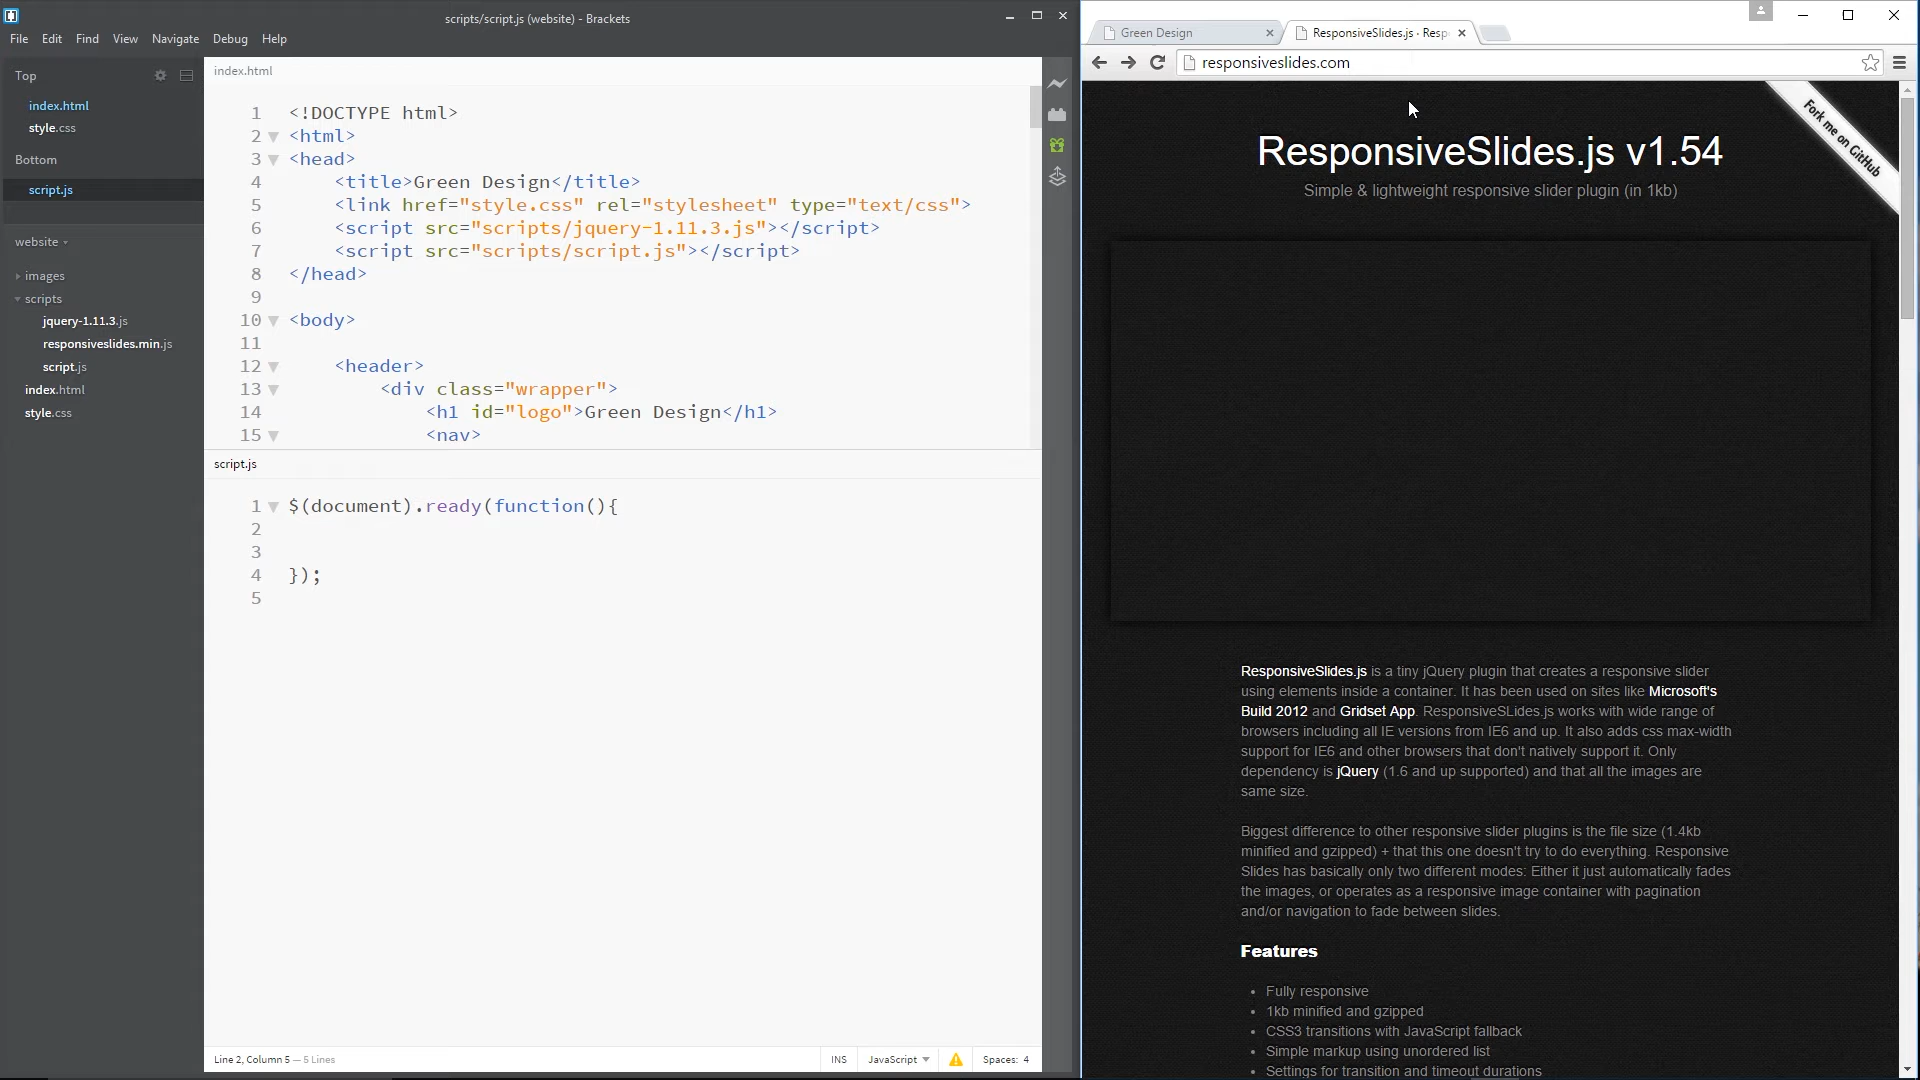 scripts/script.js (website) - Brackets
File Edit Find View Navigate Debug Help
Top
index.html
style.css
Bottom
script.js
website
images
scripts
jquery-1.11.3.js
responsiveslides.min.js
script.js
index.html
style.css
index.html
1 <!DOCTYPE html>
2 <html>
3 <head>
4 <title>Green Design</title>
5 <link href="style.css" rel="stylesheet" type="text/css">
6 <script src="scripts/jquery-1.11.3.js"></script>
7 <script src="scripts/script.js"></script>
8 </head>
9
10 <body>
11
12 <header>
13 <div class="wrapper">
14 <h1 id="logo">Green Design</h1>
15 <nav>
script.js
1 $(document).ready(function(){
2
3
4 });
5
Line 2, Column 5 — 5 Lines
INS JavaScript Spaces: 4
Green Design
ResponsiveSlides.js · Resp
responsiveslides.com
Fork me on GitHub
ResponsiveSlides.js v1.54
Simple & lightweight responsive slider plugin (in 1kb)
ResponsiveSlides.js is a tiny jQuery plugin that creates a responsive slider
using elements inside a container. It has been used on sites like Microsoft's
Build 2012 and Gridset App. ResponsiveSLides.js works with wide range of
browsers including all IE versions from IE6 and up. It also adds css max-width
support for IE6 and other browsers that don't natively support it. Only
dependency is jQuery (1.6 and up supported) and that all the images are
same size.
Biggest difference to other responsive slider plugins is the file size (1.4kb
minified and gzipped) + that this one doesn't try to do everything. Responsive
Slides has basically only two different modes: Either it just automatically fades
the images, or operates as a responsive image container with pagination
and/or navigation to fade between slides.
Features
• Fully responsive
• 1kb minified and gzipped
• CSS3 transitions with JavaScript fallback
• Simple markup using unordered list
• Settings for transition and timeout durations